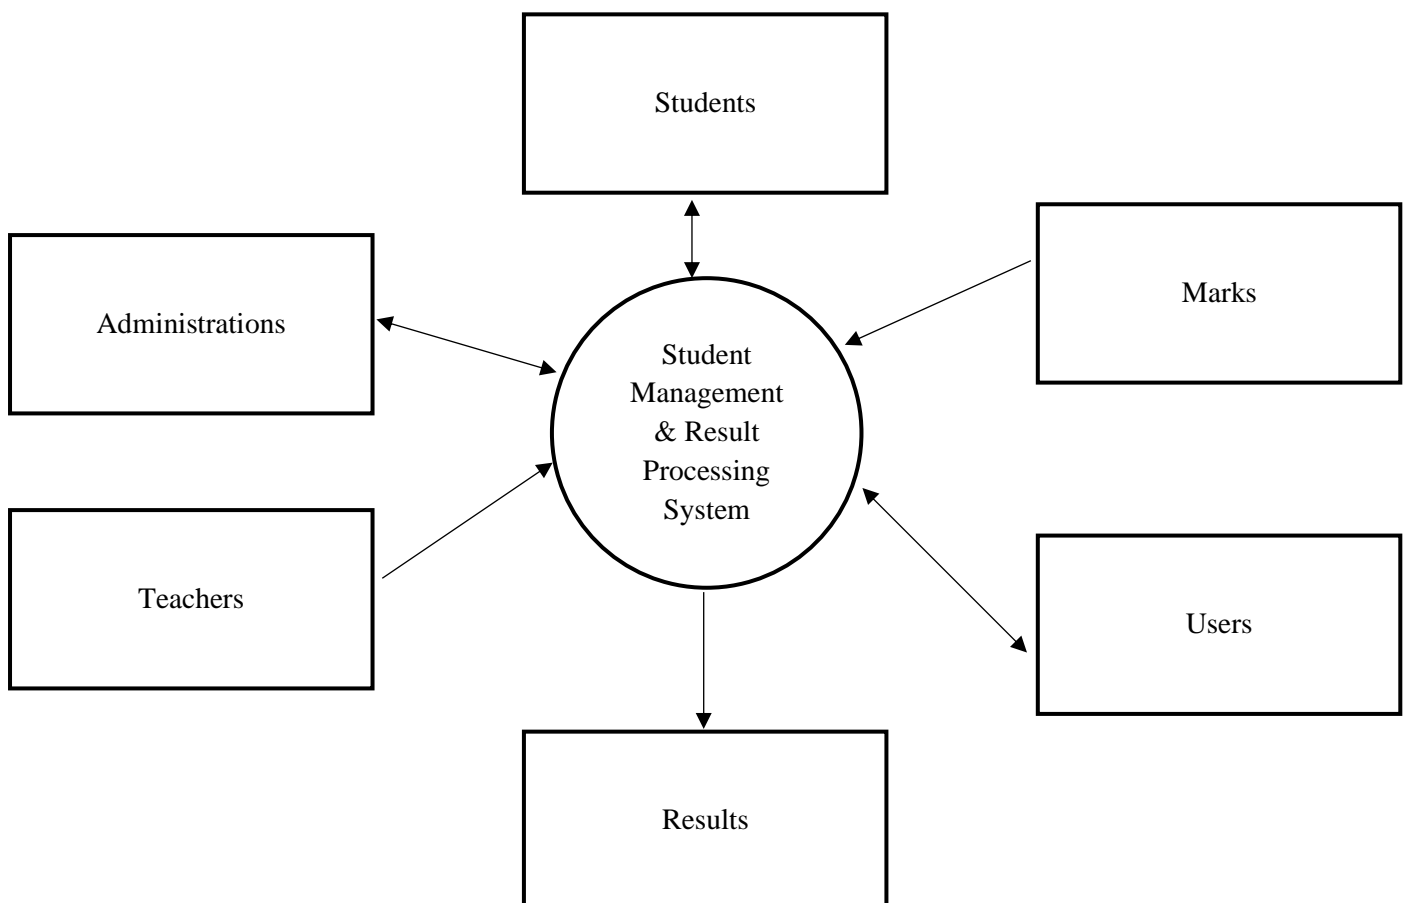 Students
Marks
Administrations
Student
Management
& Result
Processing
System
Teachers
Users
Results